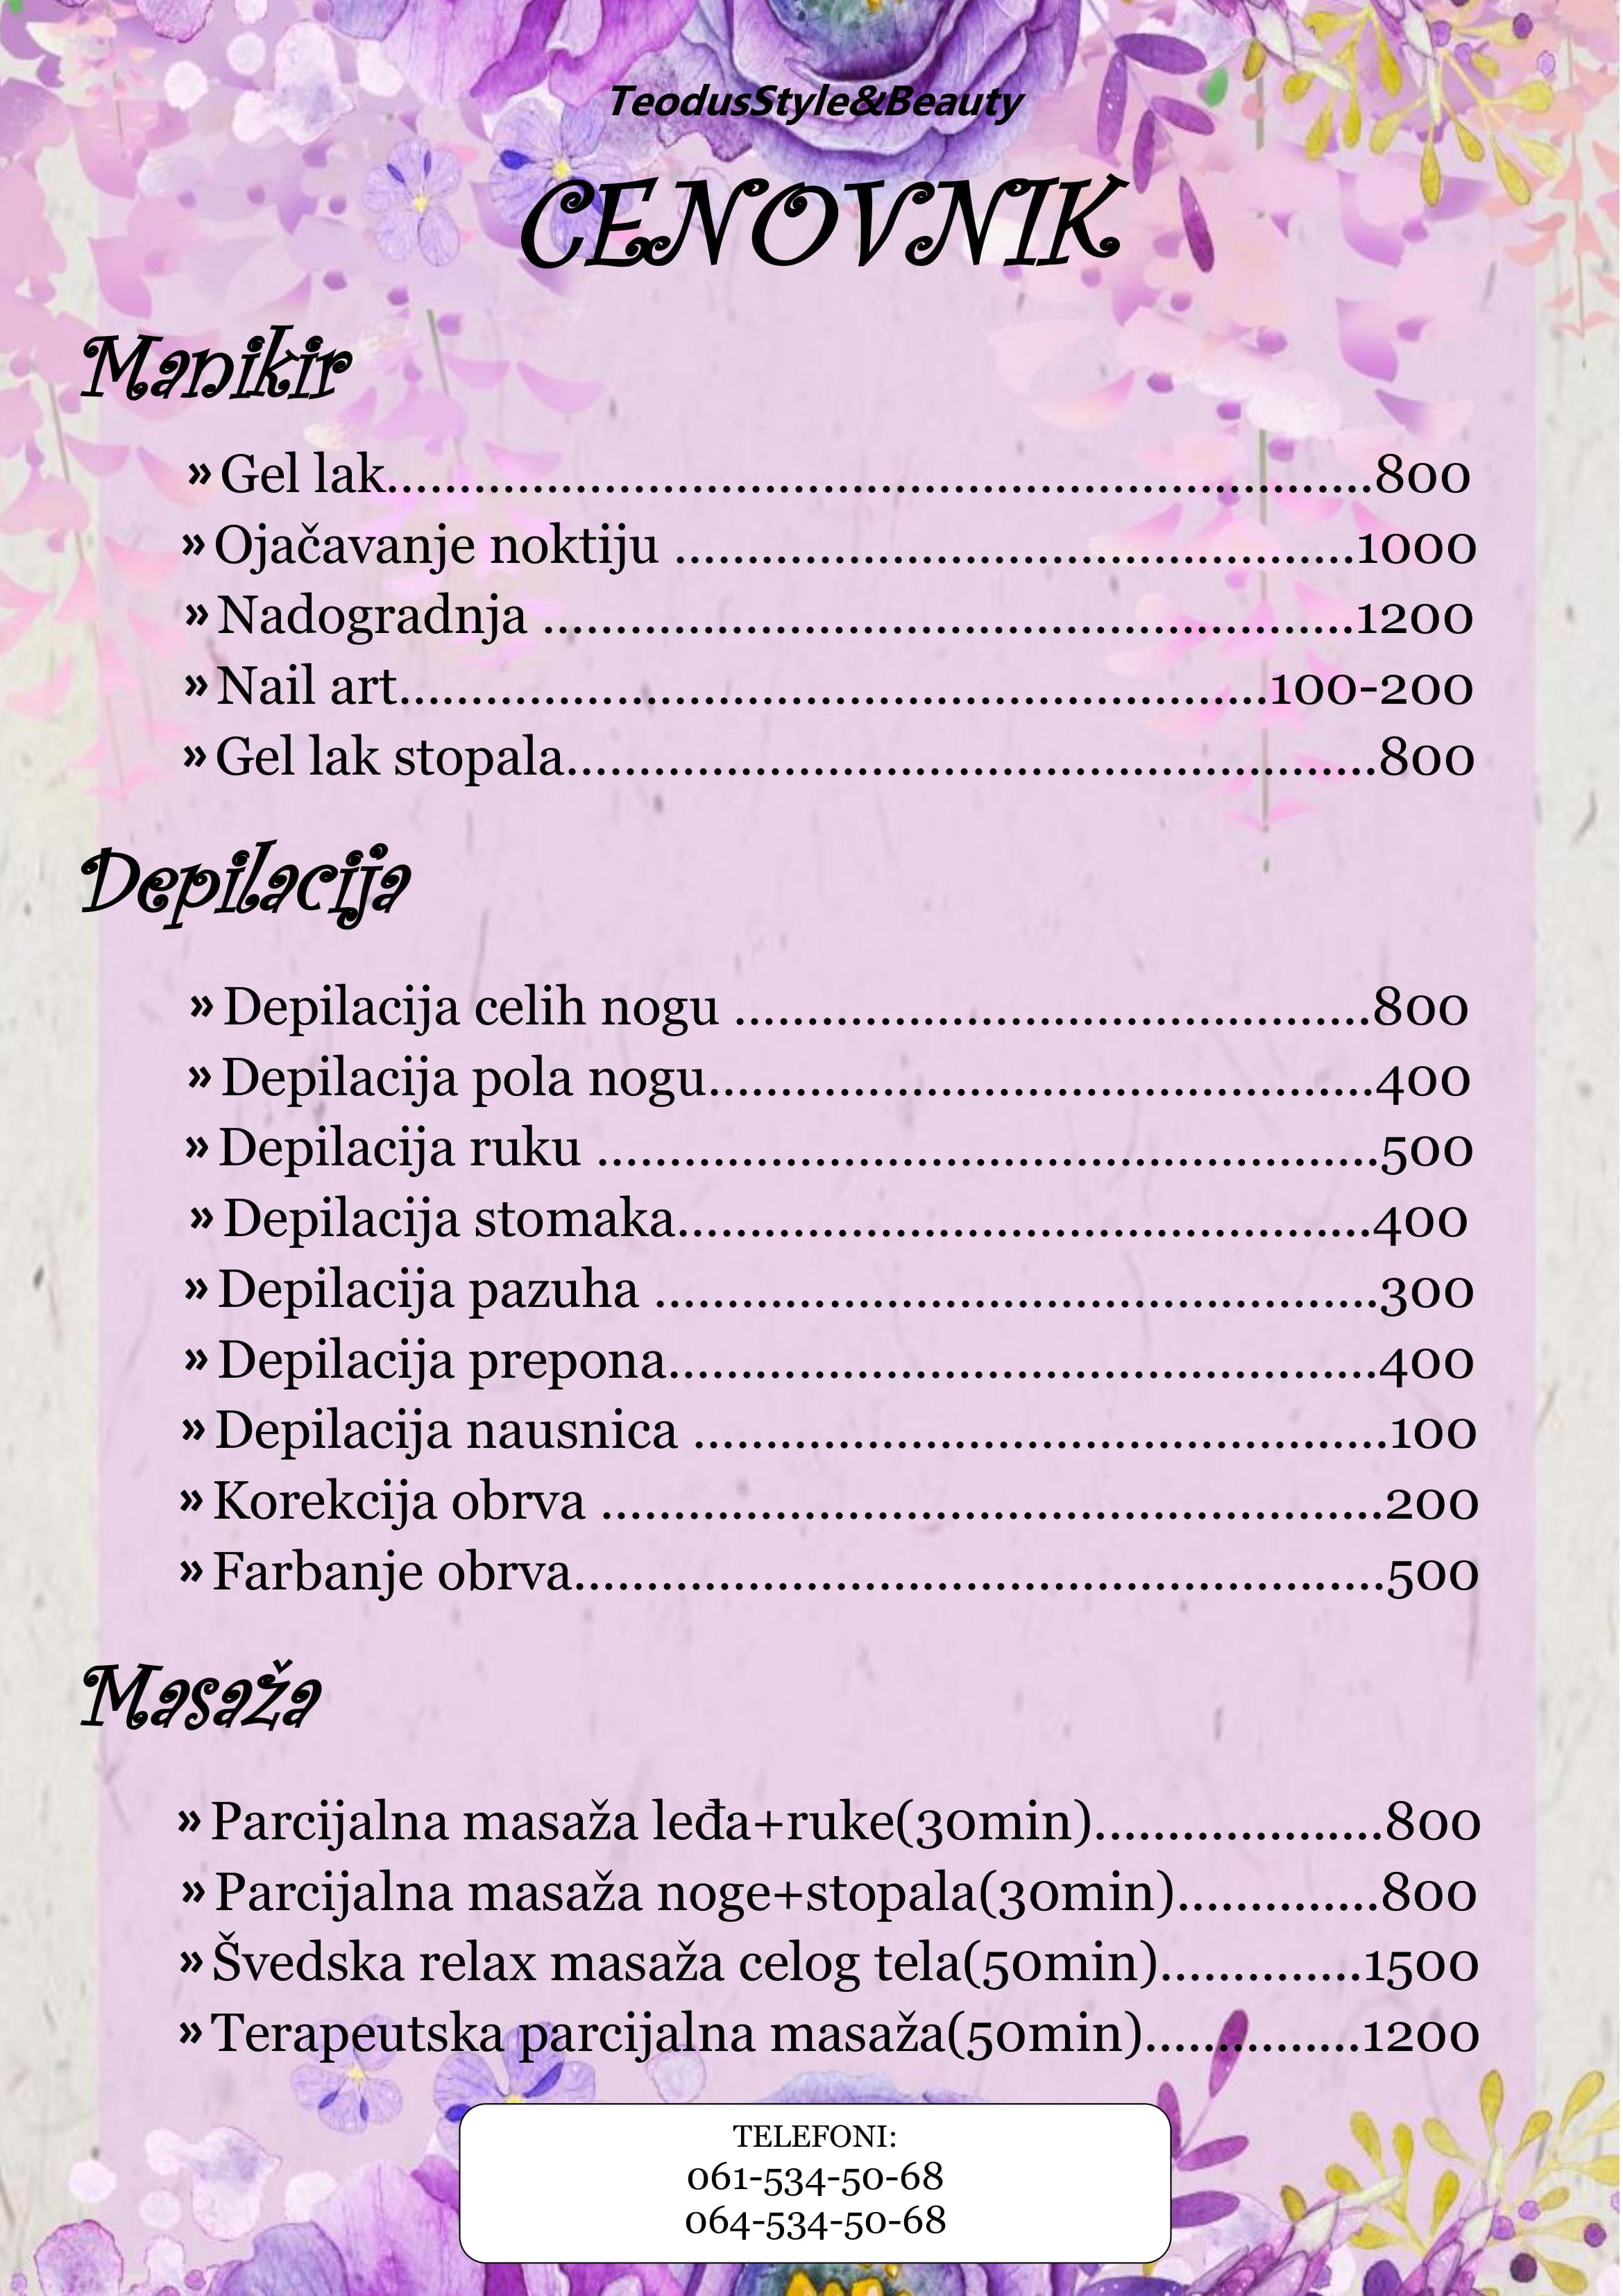 TeodusStyle&Beauty
CENOVNIK
Manikir
» Gel lak....................................................................800
» Ojačavanje noktiju ...............................................1000
» Nadogradnja ........................................................1200
» Nail art............................................................100-200
» Gel lak stopala........................................................800
Depilacija
» Depilacija celih nogu ............................................800
» Depilacija pola nogu..............................................400
» Depilacija ruku ......................................................500
» Depilacija stomaka................................................400
» Depilacija pazuha ..................................................300
» Depilacija prepona.................................................400
» Depilacija nausnica ................................................100
» Korekcija obrva ......................................................200
» Farbanje obrva........................................................500
Masaža
» Parcijalna masaža leđa+ruke(30min)....................800
» Parcijalna masaža noge+stopala(30min)..............800
» Švedska relax masaža celog tela(50min)..............1500
» Terapeutska parcijalna masaža(50min)...............1200
TELEFONI:
061-534-50-68
064-534-50-68